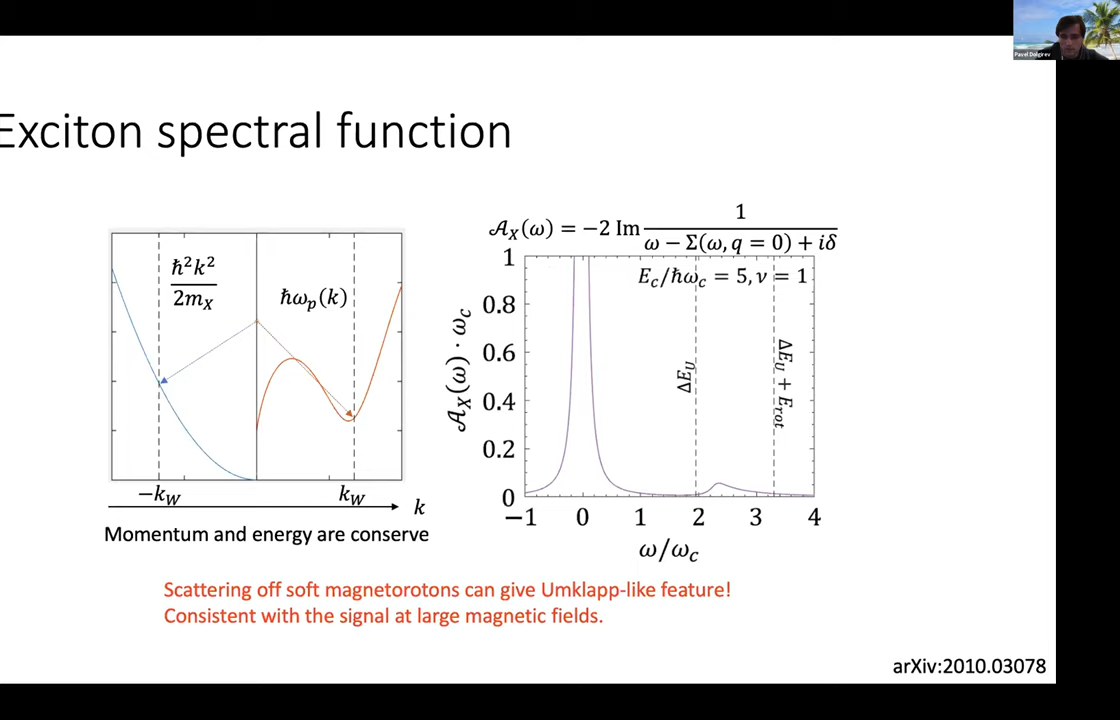 Pavel Dolgirev
Exciton spectral function
𝒜_X(ω) = −2 Im 1 / (ω − Σ(ω, q = 0) + iδ)
ħ²k² / 2m_X
ħω_p(k)
−k_W
k_W
k
Momentum and energy are conserve
E_c/ħω_c = 5, ν = 1
ΔE_U
ΔE_U + E_rot
𝒜_X(ω) · ω_c
1
0.8
0.6
0.4
0.2
0
−1 0 1 2 3 4
ω/ω_c
Scattering off soft magnetorotons can give Umklapp-like feature!
Consistent with the signal at large magnetic fields.
arXiv:2010.03078